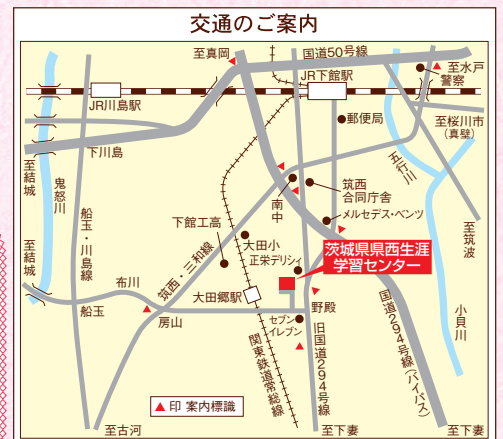 交通のご案内
至真岡
国道50号線
JR下館駅
至水戸
警察
JR川島駅
郵便局
至桜川市
(真壁)
下川島
五行川
至結城
鬼怒川
筑西
合同庁舎
南中
メルセデス・ベンツ
船玉・川島線
下館工高
大田小
正栄デリシィ
茨城県県西生涯
学習センター
至筑波
至結城
布川
筑西・三和線
大田郷駅
船玉
房山
セブン
イレブン
野殿
小貝川
関東鉄道常総線
旧国道294号線
国道294号線(バイパス)
▲印 案内標識
至古河
至下妻
至下妻